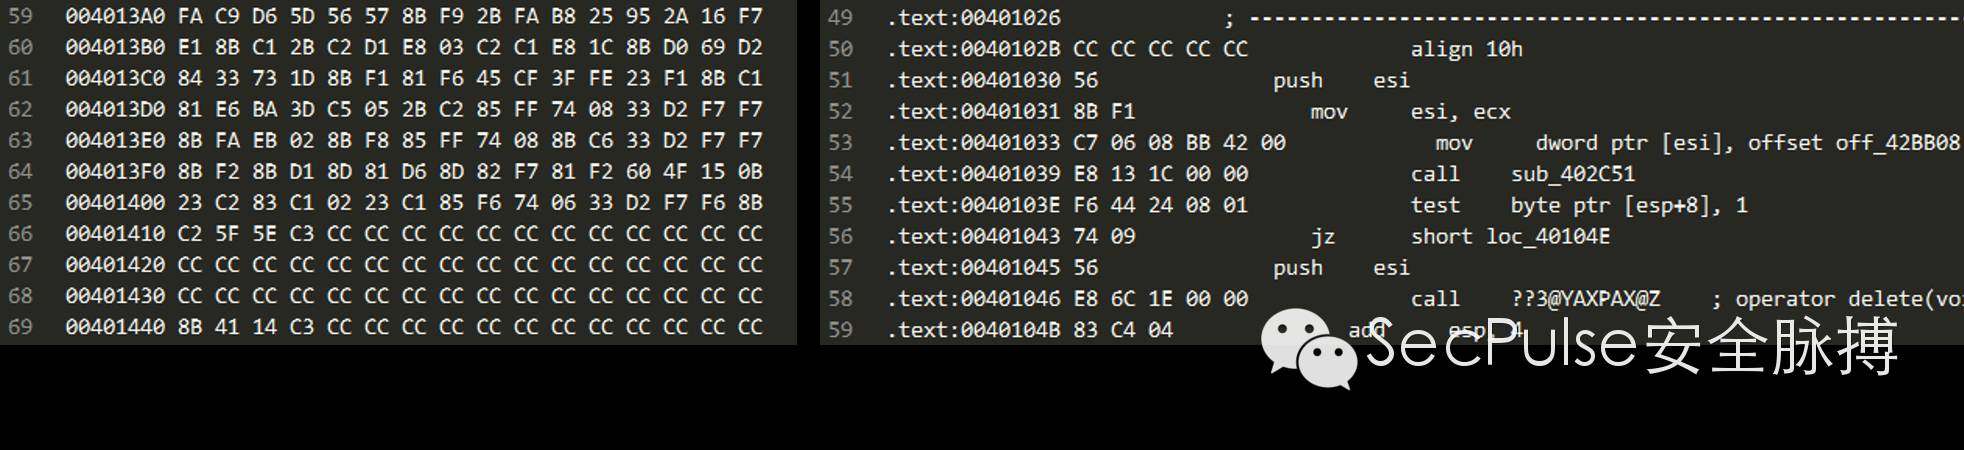 59 004013A0 FA C9 D6 5D 56 57 8B F9 2B FA B8 25 95 2A 16 F7
60 004013B0 E1 8B C1 2B C2 D1 E8 03 C2 C1 E8 1C 8B D0 69 D2
61 004013C0 84 33 73 1D 8B F1 81 F6 45 CF 3F FE 23 F1 8B C1
62 004013D0 81 E6 BA 3D C5 05 2B C2 85 FF 74 08 33 D2 F7 F7
63 004013E0 8B FA EB 02 8B F8 85 FF 74 08 8B C6 33 D2 F7 F7
64 004013F0 8B F2 8B D1 8D 81 D6 8D 82 F7 81 F2 60 4F 15 0B
65 00401400 23 C2 83 C1 02 23 C1 85 F6 74 06 33 D2 F7 F6 8B
66 00401410 C2 5F 5E C3 CC CC CC CC CC CC CC CC CC CC CC CC
67 00401420 CC CC CC CC CC CC CC CC CC CC CC CC CC CC CC CC
68 00401430 CC CC CC CC CC CC CC CC CC CC CC CC CC CC CC CC
69 00401440 8B 41 14 C3 CC CC CC CC CC CC CC CC CC CC CC CC
49 .text:00401026 ; ---------------------------------------------------------
50 .text:0040102B CC CC CC CC CC align 10h
51 .text:00401030 56 push esi
52 .text:00401031 8B F1 mov esi, ecx
53 .text:00401033 C7 06 08 BB 42 00 mov dword ptr [esi], offset off_42BB08
54 .text:00401039 E8 13 1C 00 00 call sub_402C51
55 .text:0040103E F6 44 24 08 01 test byte ptr [esp+8], 1
56 .text:00401043 74 09 jz short loc_40104E
57 .text:00401045 56 push esi
58 .text:00401046 E8 6C 1E 00 00 call ??3@YAXPAX@Z ; operator delete(vo
59 .text:0040104B 83 C4 04 add esp, 4
SecPulse安全脉搏